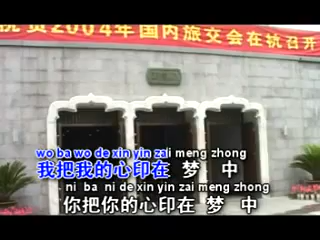 祝贺2004年国内旅交会在杭召开
wo ba wo de xin yin zai meng zhong
我把我的心印在 梦 中
ni ba ni de xin yin zai meng zhong
你把你的心印在 梦 中